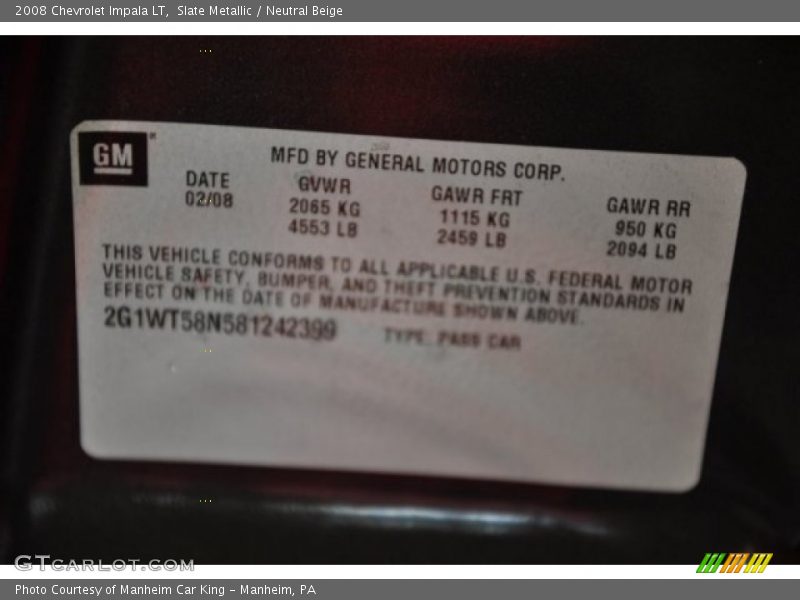 2008 Chevrolet Impala LT, Slate Metallic / Neutral Beige
GM
MFD BY GENERAL MOTORS CORP.
DATE GVWR GAWR FRT GAWR RR
02/08 2065 KG 1115 KG 950 KG
4553 LB 2459 LB 2094 LB
THIS VEHICLE CONFORMS TO ALL APPLICABLE U.S. FEDERAL MOTOR
VEHICLE SAFETY, BUMPER, AND THEFT PREVENTION STANDARDS IN
EFFECT ON THE DATE OF MANUFACTURE SHOWN ABOVE.
2G1WT58N581242399 TYPE: PASS CAR
GTCARLOT.COM
Photo Courtesy of Manheim Car King - Manheim, PA